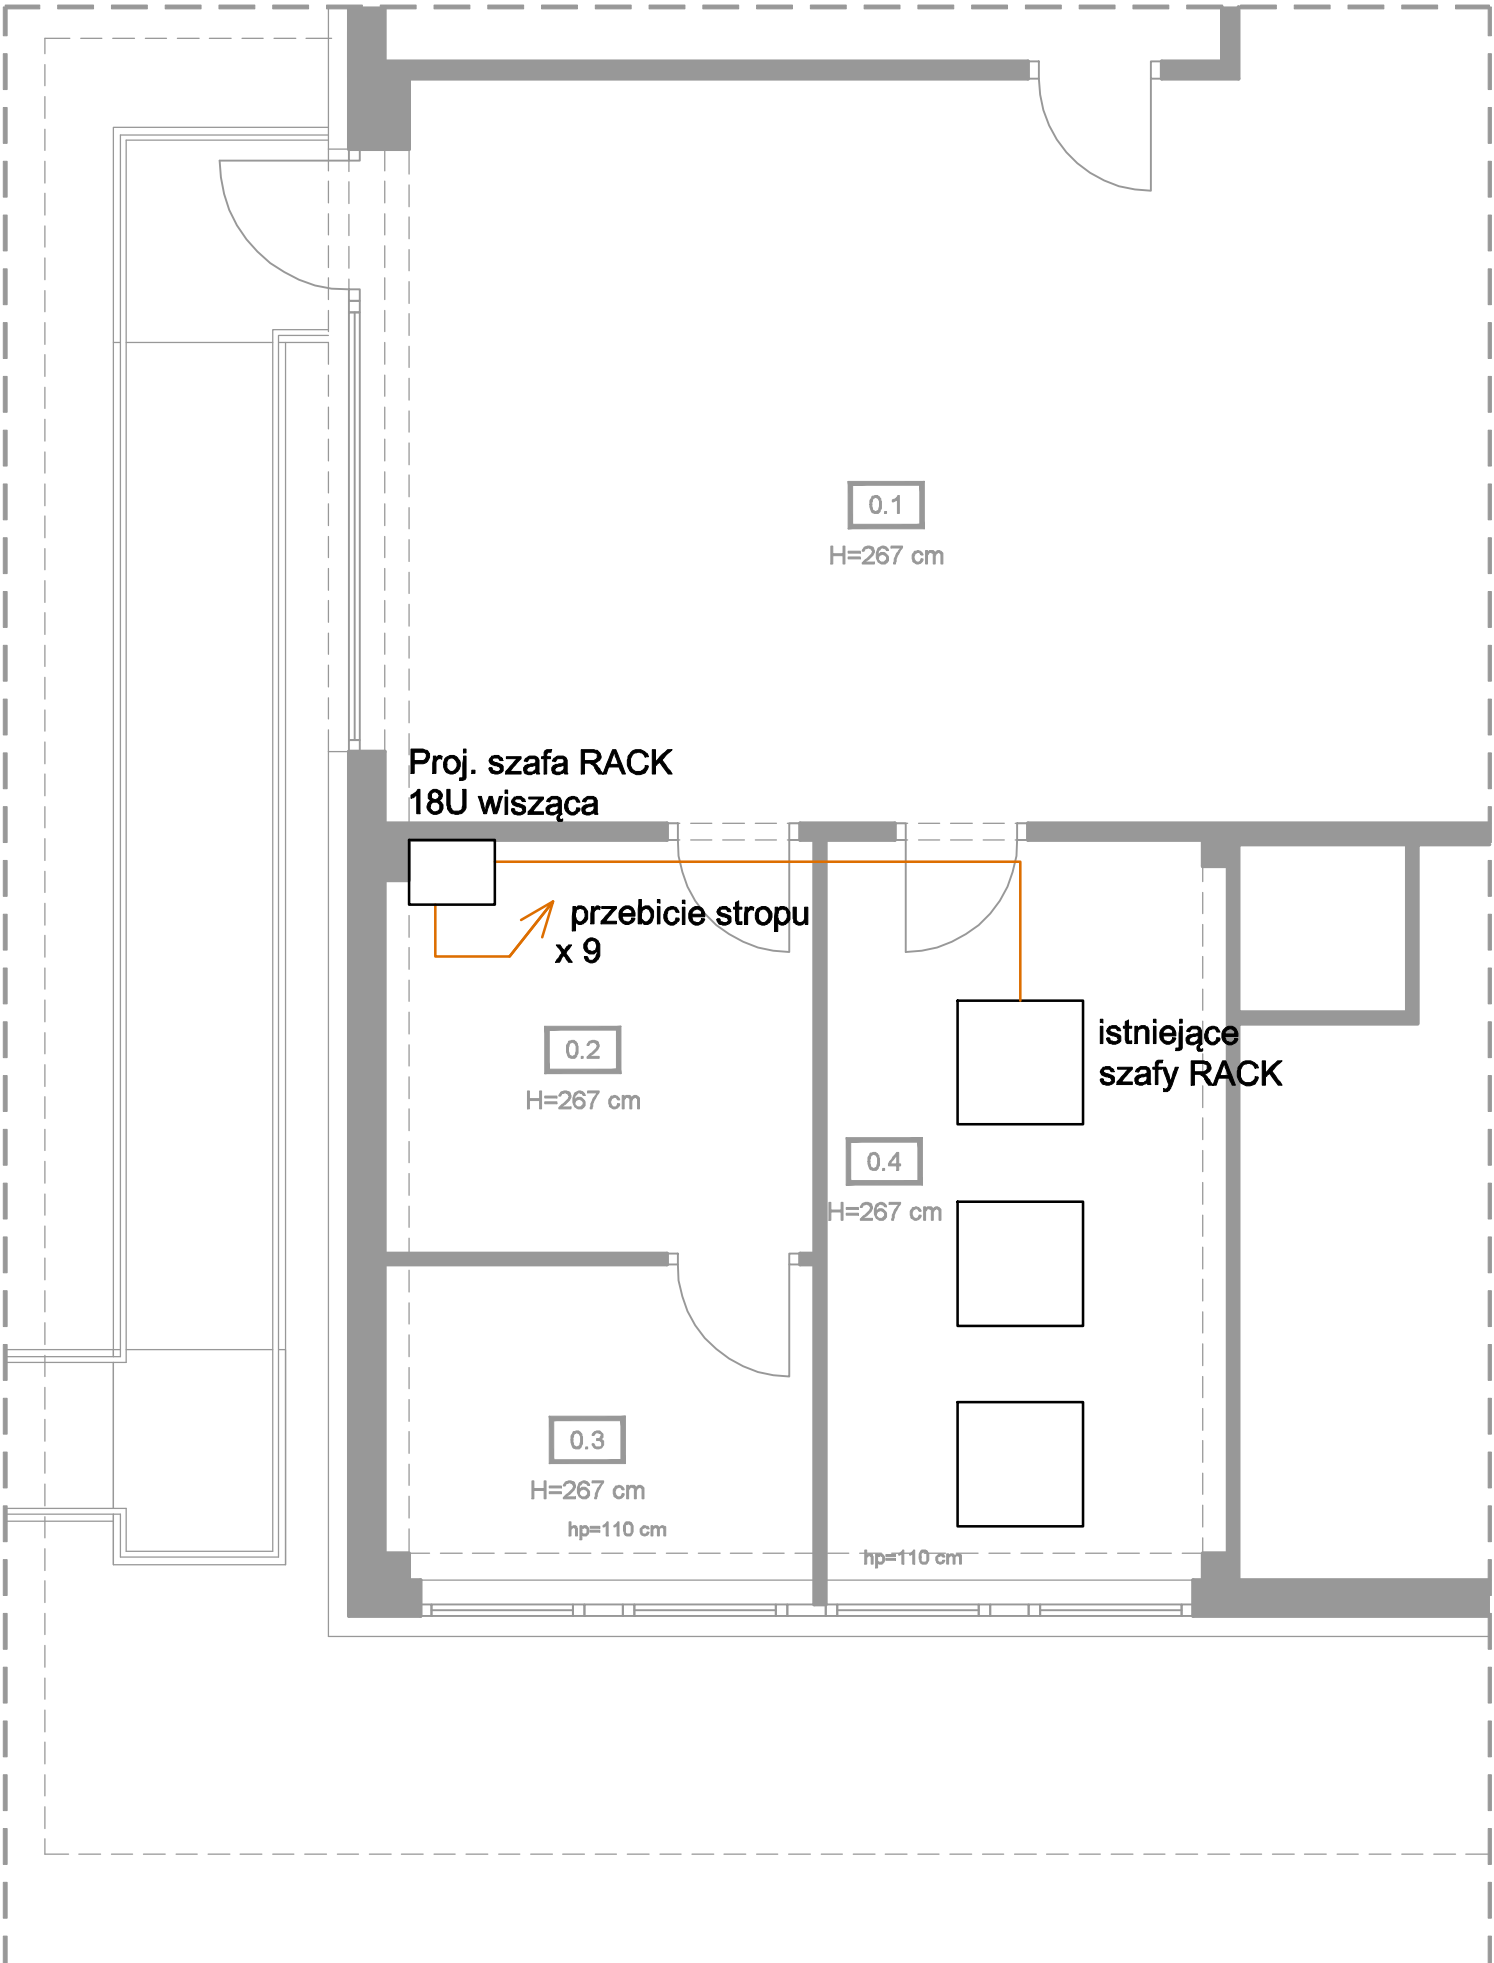 0.1
H=267 cm
Proj. szafa RACK
18U wisząca
przebicie stropu
x 9
istniejące
szafy RACK
0.2
H=267 cm
0.4
H=267 cm
0.3
H=267 cm
hp=110 cm
hp=110 cm